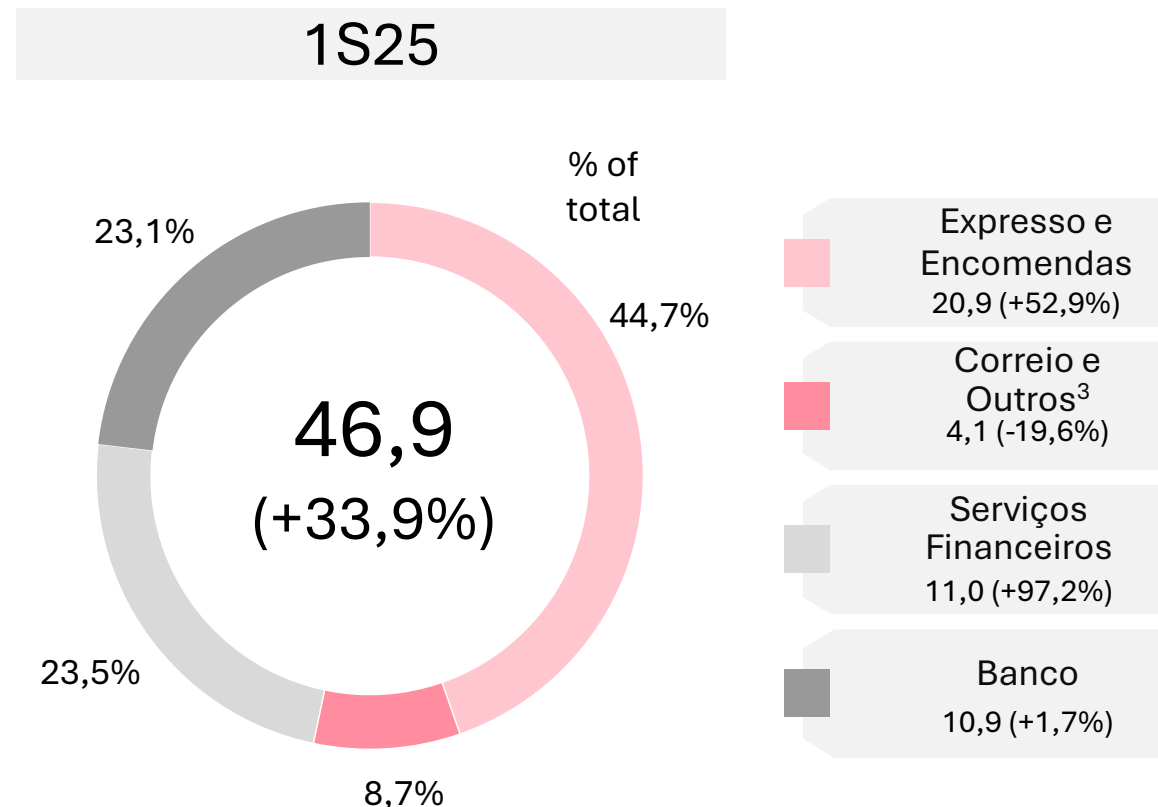 1S25
% of
total
23,1%
44,7%
46,9
(+33,9%)
23,5%
8,7%
Expresso e
Encomendas
20,9 (+52,9%)
Correio e
Outros³
4,1 (-19,6%)
Serviços
Financeiros
11,0 (+97,2%)
Banco
10,9 (+1,7%)